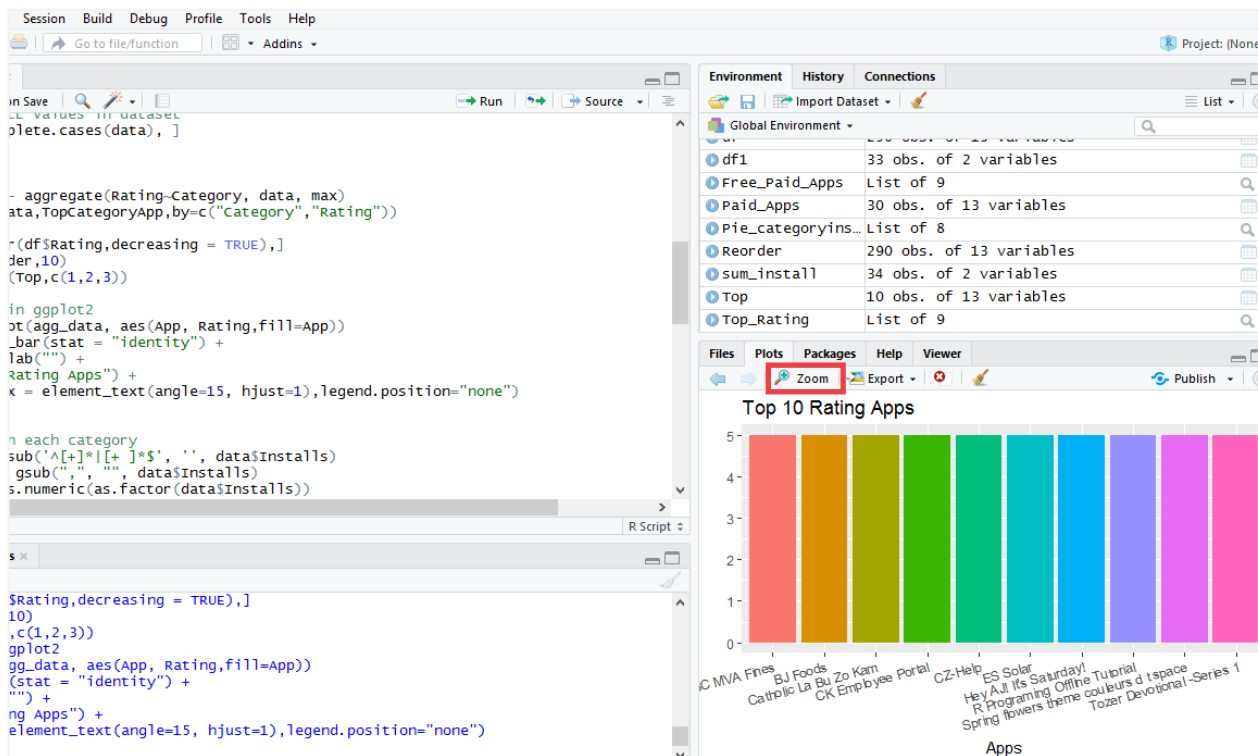 Session Build Debug Profile Tools Help
Go to file/function Addins Project: (None
on Save Run Source
values in dataset
plete.cases(data), ]
- aggregate(Rating~Category, data, max)
ata,TopCategoryApp,by=c("Category","Rating"))
r(df$Rating,decreasing = TRUE),]
der,10)
(Top,c(1,2,3))
in ggplot2
ot(agg_data, aes(App, Rating,fill=App))
_bar(stat = "identity") +
lab("") +
Rating Apps") +
x = element_text(angle=15, hjust=1),legend.position="none")
n each category
sub('^[+]*|[+ ]*$', '', data$Installs)
gsub(",", "", data$Installs)
s.numeric(as.factor(data$Installs))
R Script
s
$Rating,decreasing = TRUE),]
10)
,c(1,2,3))
gplot2
gg_data, aes(App, Rating,fill=App))
(stat = "identity") +
"") +
ng Apps") +
element_text(angle=15, hjust=1),legend.position="none")
Environment History Connections
Import Dataset List
Global Environment
df1 33 obs. of 2 variables
Free_Paid_Apps List of 9
Paid_Apps 30 obs. of 13 variables
Pie_categoryins… List of 8
Reorder 290 obs. of 13 variables
sum_install 34 obs. of 2 variables
Top 10 obs. of 13 variables
Top_Rating List of 9
Files Plots Packages Help Viewer
Zoom Export Publish
Top 10 Rating Apps
5
4
3
2
1
0
C MVA Fines
BJ Foods
Catholic La Bu Zo Kam
CK Employee Portal
CZ-Help
ES Solar
Hey AJ! It's Saturday!
R Programing Offline Tutorial
Spring flowers theme couleurs d t space
Tozer Devotional -Series 1
Apps